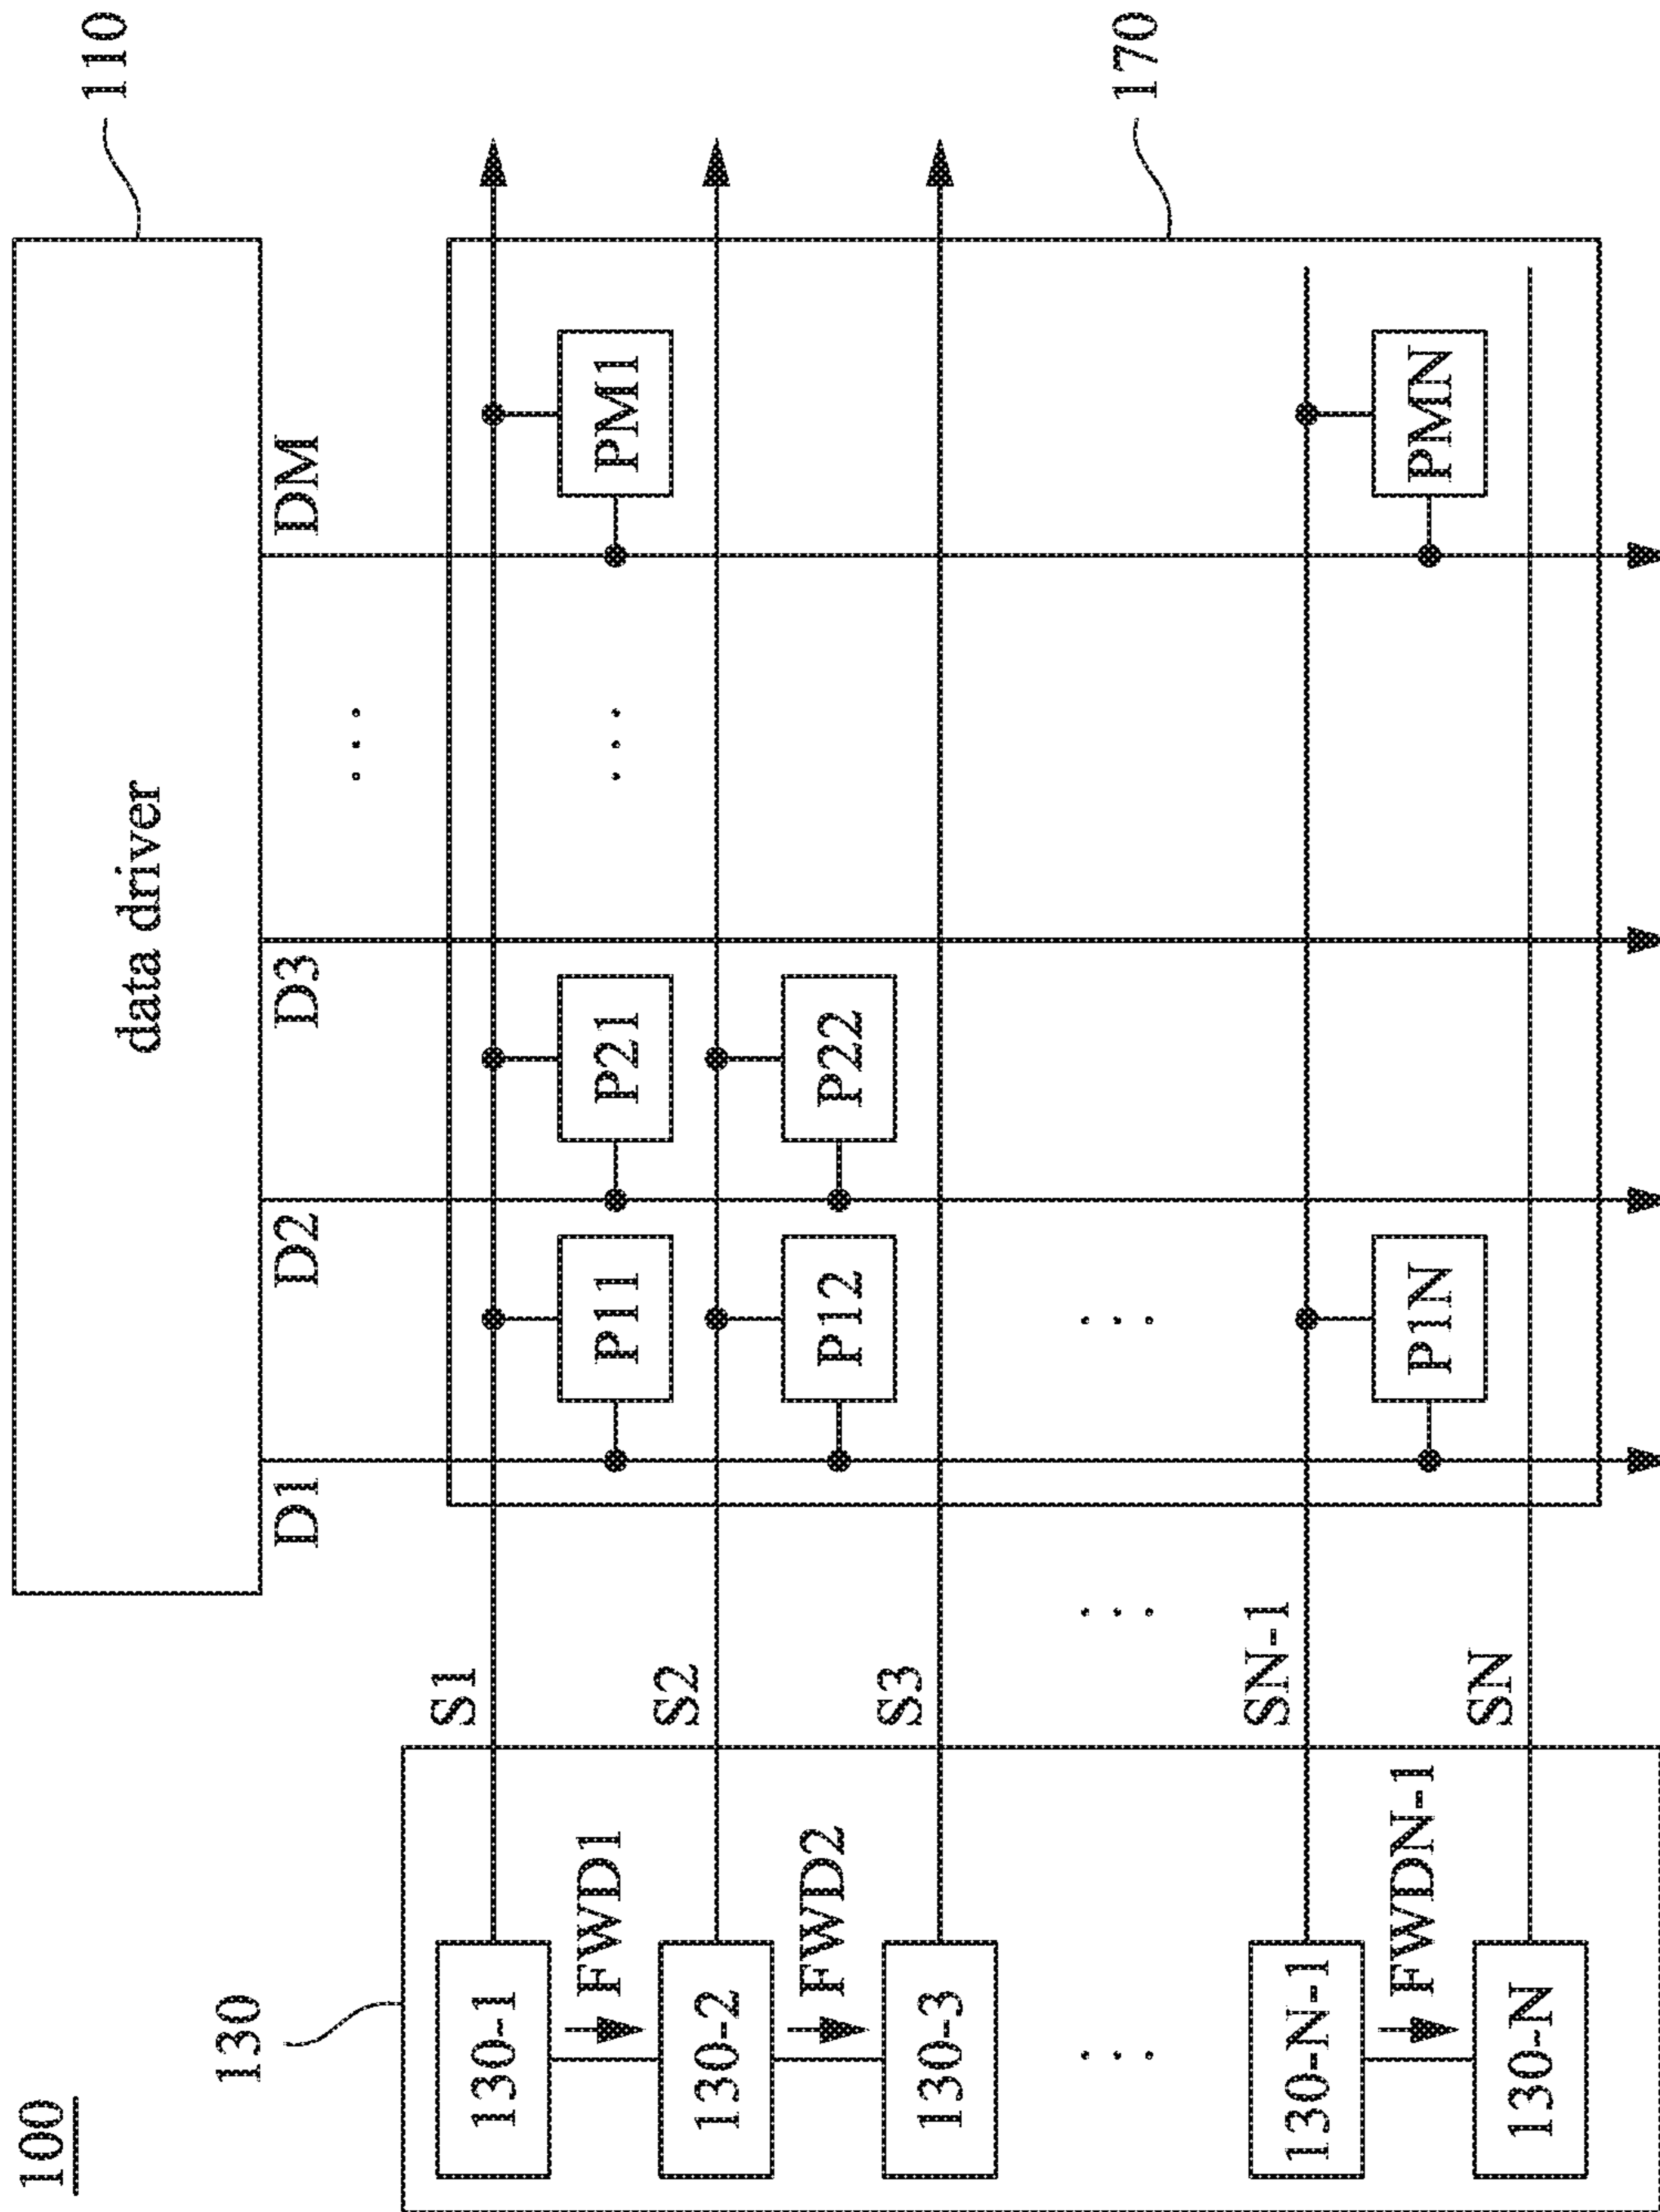 100
data driver
110
130
D1
D2
D3
...
DM
130-1
S1
P11
P21
...
PM1
FWD1
130-2
S2
P12
P22
FWD2
130-3
S3
170
...
...
...
130-N-1
SN-1
P1N
PMN
FWDN-1
130-N
SN